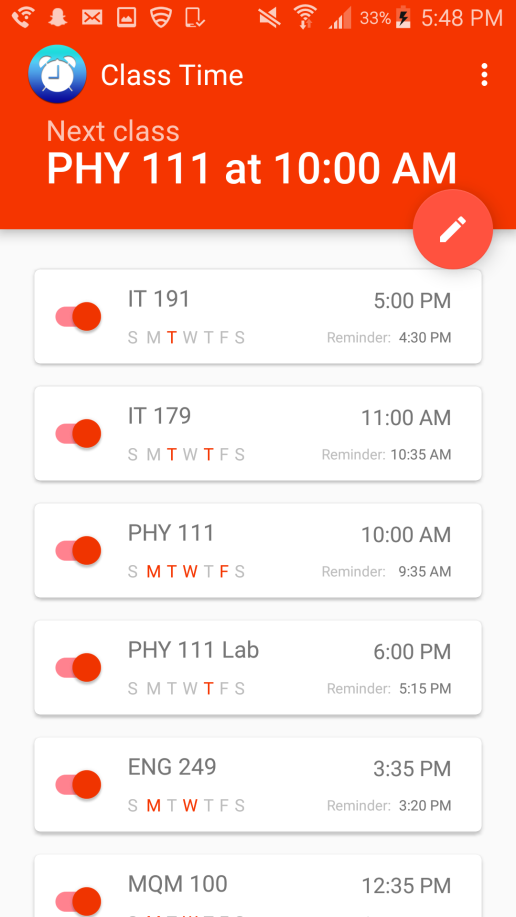 33% 5:48 PM
Class Time
Next class
PHY 111 at 10:00 AM
IT 191 5:00 PM
S M T W T F S Reminder: 4:30 PM
IT 179 11:00 AM
S M T W T F S Reminder: 10:35 AM
PHY 111 10:00 AM
S M T W T F S Reminder: 9:35 AM
PHY 111 Lab 6:00 PM
S M T W T F S Reminder: 5:15 PM
ENG 249 3:35 PM
S M T W T F S Reminder: 3:20 PM
MQM 100 12:35 PM